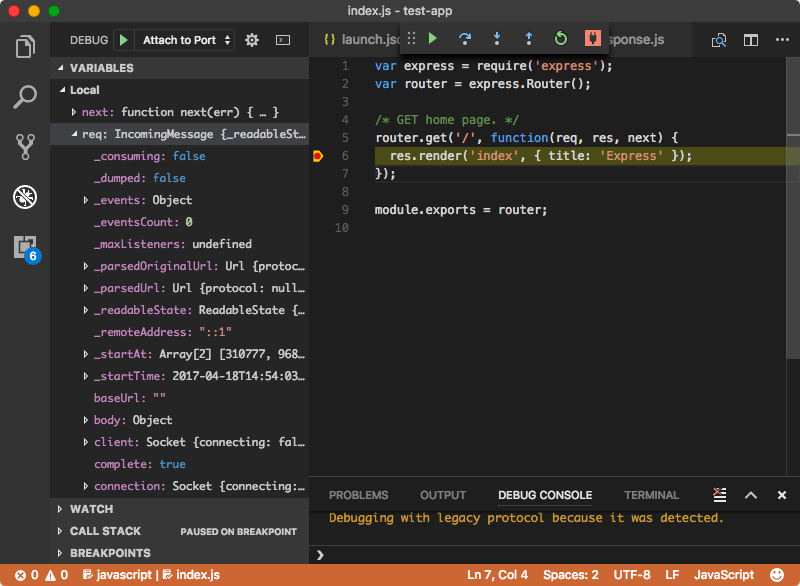 index.js - test-app
DEBUG
Attach to Port
VARIABLES
Local
next: function next(err) { … }
req: IncomingMessage {_readableSt…
_consuming: false
_dumped: false
_events: Object
_eventsCount: 0
_maxListeners: undefined
_parsedOriginalUrl: Url {protoc…
_parsedUrl: Url {protocol: null…
_readableState: ReadableState {…
_remoteAddress: "::1"
_startAt: Array[2] [310777, 968…
_startTime: 2017-04-18T14:54:03…
baseUrl: ""
body: Object
client: Socket {connecting: fal…
complete: true
connection: Socket {connecting:…
WATCH
CALL STACK PAUSED ON BREAKPOINT
BREAKPOINTS
6
{} launch.jso
sponse.js
1 var express = require('express');
2 var router = express.Router();
3
4 /* GET home page. */
5 router.get('/', function(req, res, next) {
6 res.render('index', { title: 'Express' });
7 });
8
9 module.exports = router;
10
PROBLEMS OUTPUT DEBUG CONSOLE TERMINAL
Debugging with legacy protocol because it was detected.
❯
0 0 javascript | index.js Ln 7, Col 4 Spaces: 2 UTF-8 LF JavaScript